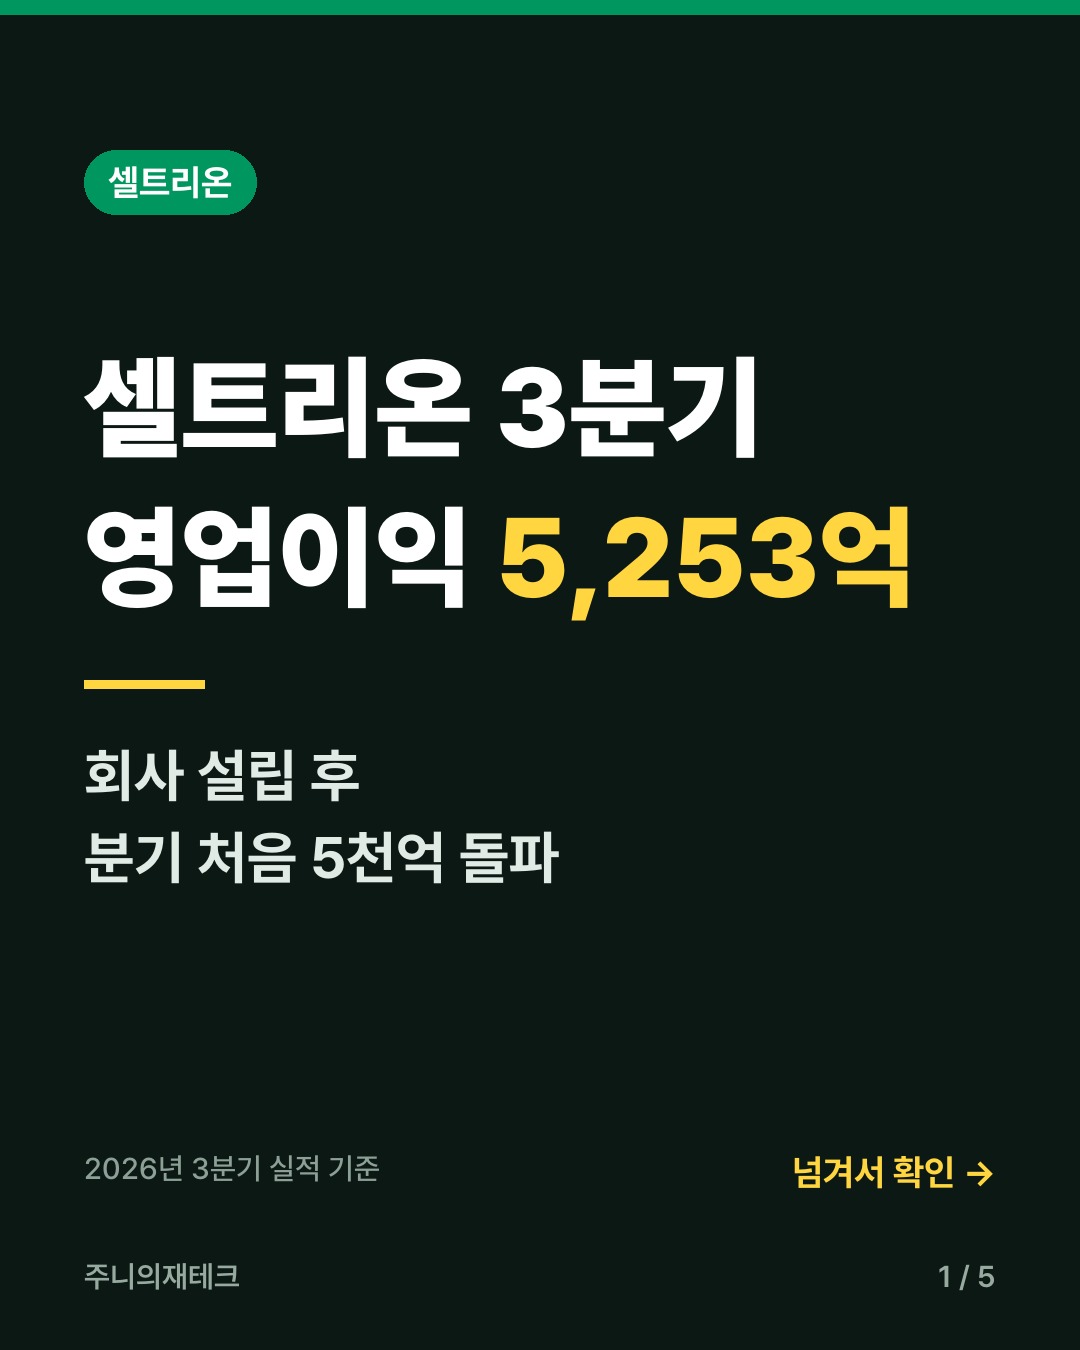 셀트리온
셀트리온 3분기
영업이익 5,253억
회사 설립 후
분기 처음 5천억 돌파
2026년 3분기 실적 기준
넘겨서 확인 →
주니의재테크
1 / 5